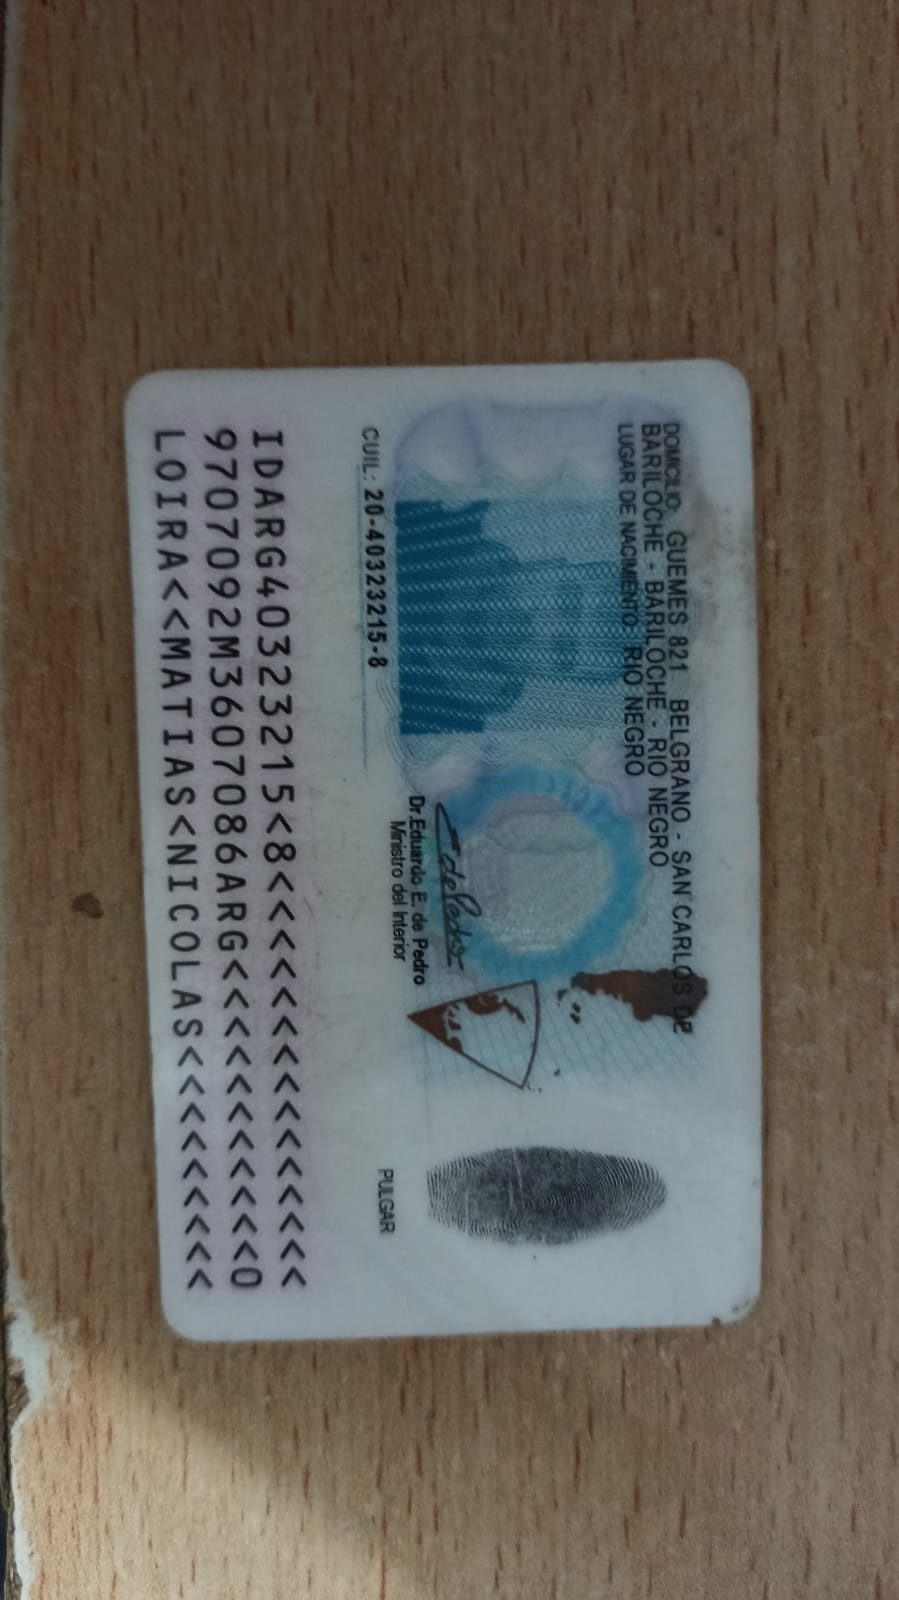 DOMICILIO: GUEMES 821 BELGRANO - SAN CARLOS DE
BARILOCHE - BARILOCHE - RIO NEGRO
LUGAR DE NACIMIENTO: RIO NEGRO
CUIL: 20-40323215-8
Dr. Eduardo E. de Pedro
Ministro del Interior
PULGAR
IDARG40323215<8<<<<<<<<<<<<<<<
9707092M3607086ARG<<<<<<<<<<<0
LOIRA<<MATIAS<NICOLAS<<<<<<<<<